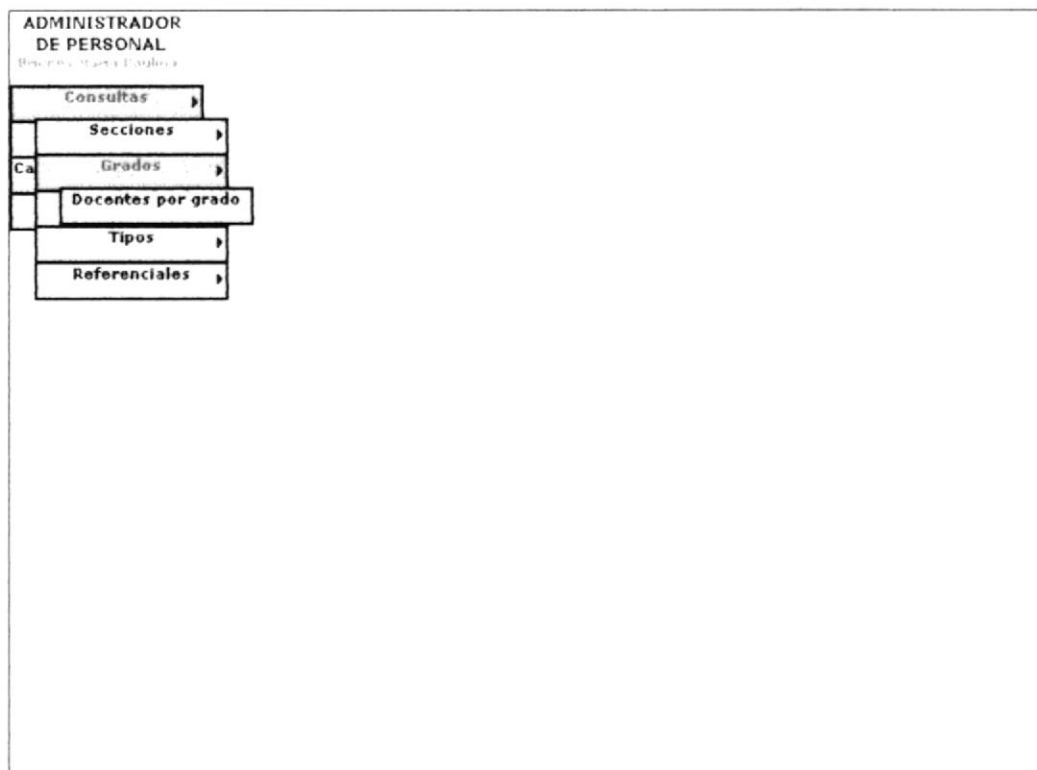 ADMINISTRADOR
DE PERSONAL
Consultas
Secciones
Ca
Grados
Docentes por grado
Tipos
Referenciales